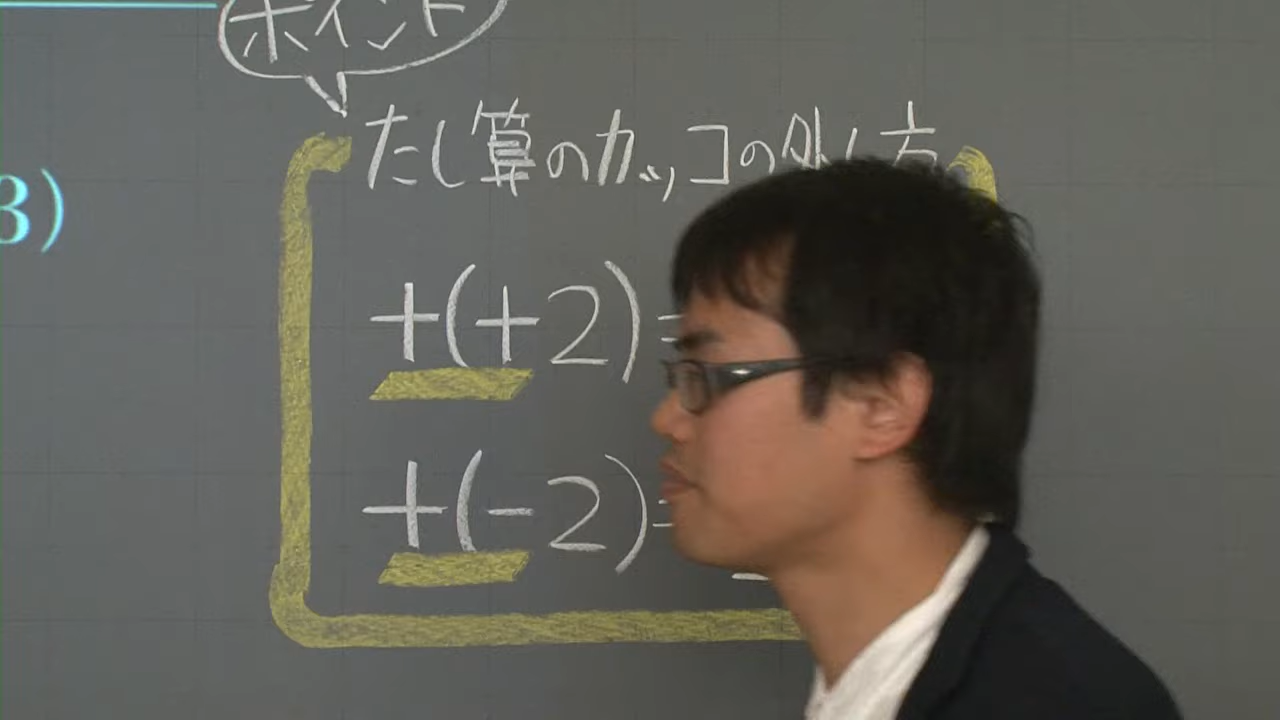 ポイント
たし算のカッコの外し方
3)
+(+2)=
+(-2)=